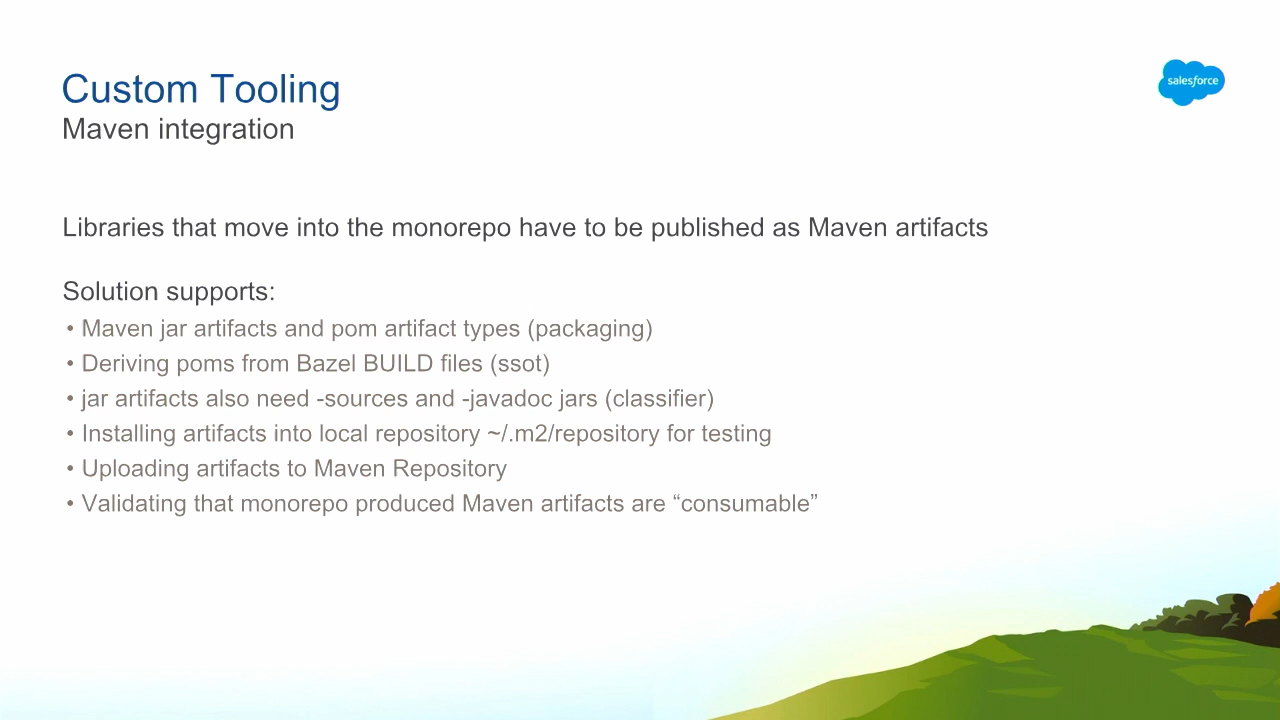 Custom Tooling
salesforce
Maven integration
Libraries that move into the monorepo have to be published as Maven artifacts
Solution supports:
• Maven jar artifacts and pom artifact types (packaging)
• Deriving poms from Bazel BUILD files (ssot)
• jar artifacts also need -sources and -javadoc jars (classifier)
• Installing artifacts into local repository ~/.m2/repository for testing
• Uploading artifacts to Maven Repository
• Validating that monorepo produced Maven artifacts are “consumable”